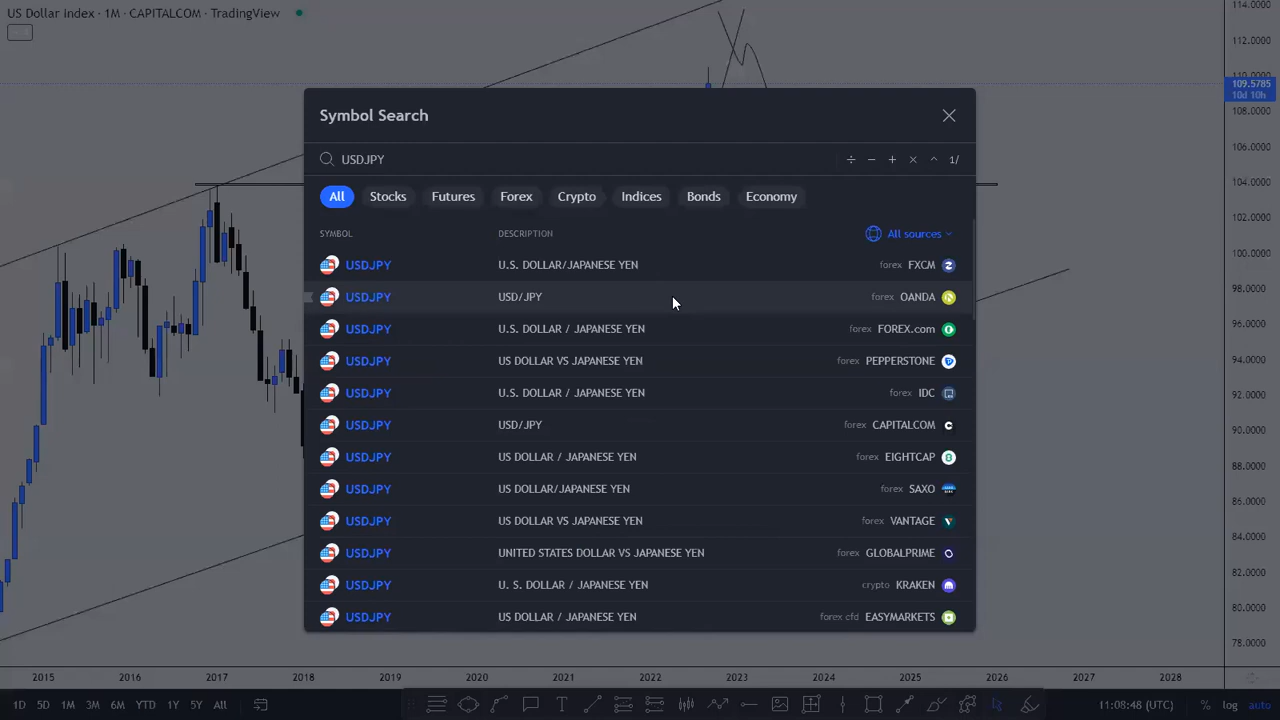 US Dollar Index · 1M · CAPITALCOM · TradingView
114.0000
112.0000
110.0000
109.5785
10d 10h
108.0000
106.0000
104.0000
102.0000
100.0000
98.0000
96.0000
94.0000
92.0000
90.0000
88.0000
86.0000
84.0000
82.0000
80.0000
78.0000
Symbol Search
USDJPY ÷ − + × ^ 1/
All Stocks Futures Forex Crypto Indices Bonds Economy
SYMBOL DESCRIPTION All sources
USDJPY U.S. DOLLAR/JAPANESE YEN forex FXCM
USDJPY USD/JPY forex OANDA
USDJPY U.S. DOLLAR / JAPANESE YEN forex FOREX.com
USDJPY US DOLLAR VS JAPANESE YEN forex PEPPERSTONE
USDJPY U.S. DOLLAR / JAPANESE YEN forex IDC
USDJPY USD/JPY forex CAPITALCOM
USDJPY US DOLLAR / JAPANESE YEN forex EIGHTCAP
USDJPY US DOLLAR/JAPANESE YEN forex SAXO
USDJPY US DOLLAR VS JAPANESE YEN forex VANTAGE
USDJPY UNITED STATES DOLLAR VS JAPANESE YEN forex GLOBALPRIME
USDJPY U. S. DOLLAR / JAPANESE YEN crypto KRAKEN
USDJPY US DOLLAR / JAPANESE YEN forex cfd EASYMARKETS
2015 2016 2017 2018 2019 2020 2021 2022 2023 2024 2025 2026 2027 2028
1D 5D 1M 3M 6M YTD 1Y 5Y All 11:08:48 (UTC) % log auto